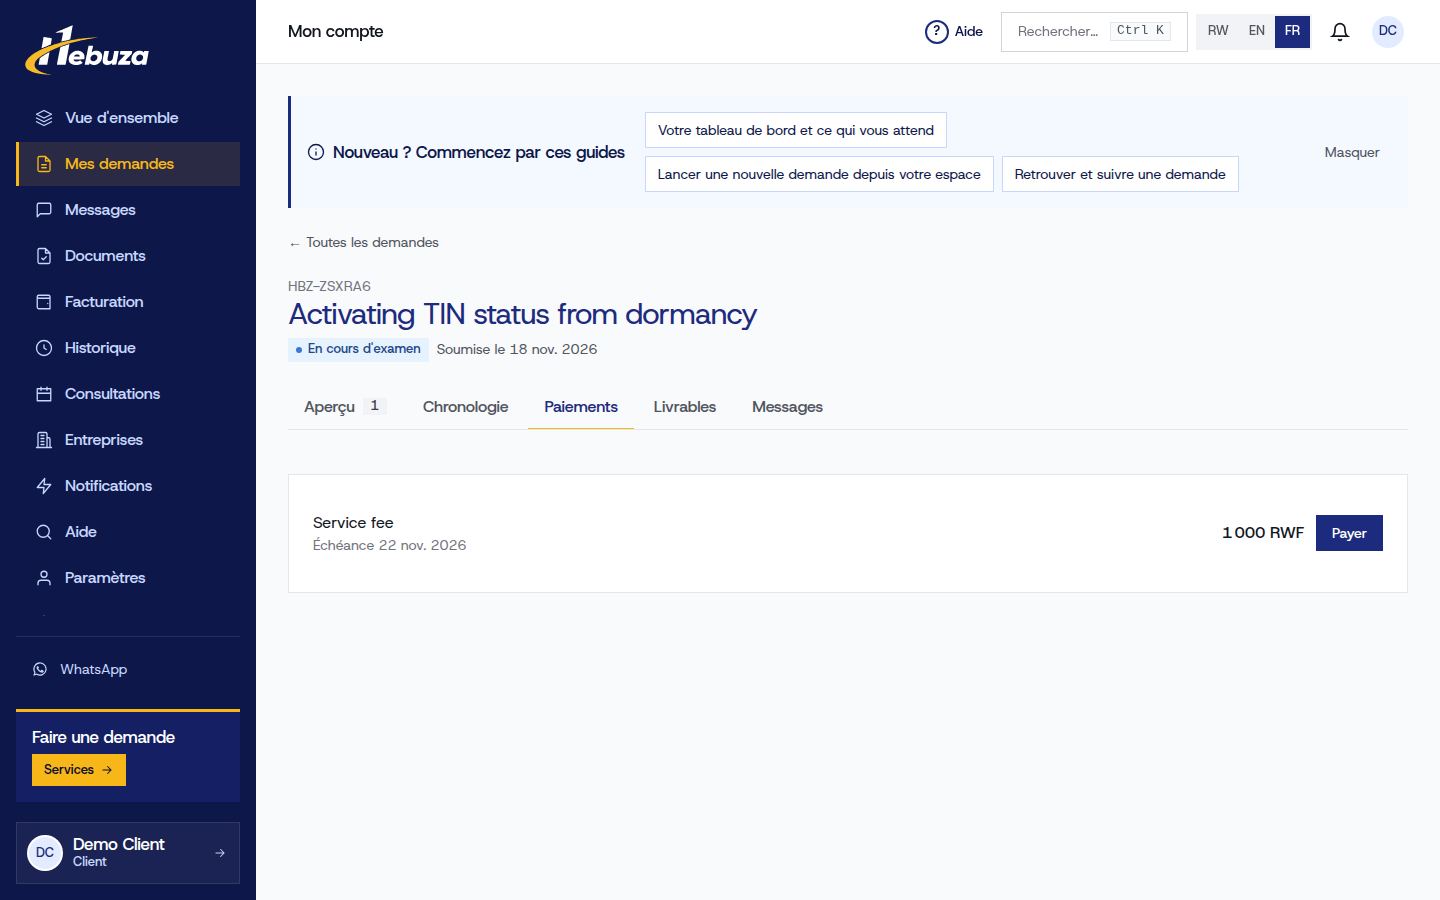 Hebuza
Vue d'ensemble
Mes demandes
Messages
Documents
Facturation
Historique
Consultations
Entreprises
Notifications
Aide
Paramètres
WhatsApp
Faire une demande
Services →
DC
Demo Client
Client
→
Mon compte
? Aide
Rechercher… Ctrl K
RW EN FR
DC
Nouveau ? Commencez par ces guides
Votre tableau de bord et ce qui vous attend
Lancer une nouvelle demande depuis votre espace
Retrouver et suivre une demande
Masquer
← Toutes les demandes
HBZ-ZSXRA6
Activating TIN status from dormancy
En cours d'examen Soumise le 18 nov. 2026
Aperçu 1 Chronologie Paiements Livrables Messages
Service fee
Échéance 22 nov. 2026
1 000 RWF Payer